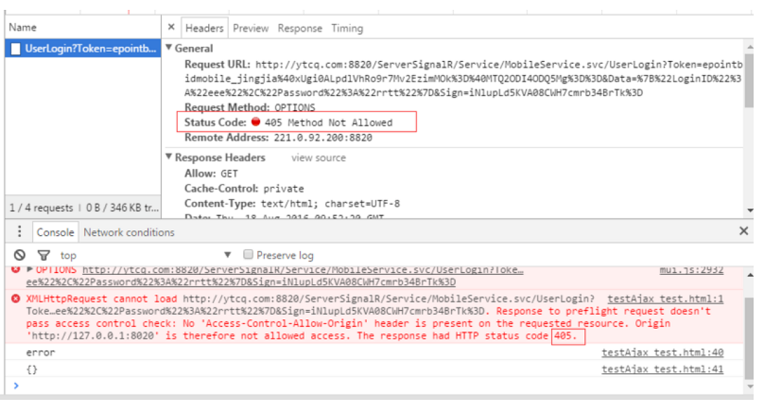 Name
× Headers Preview Response Timing
UserLogin?Token=epointb...
▼ General
Request URL: http://ytcq.com:8820/ServerSignalR/Service/MobileService.svc/UserLogin?Token=epointb
idmobile_jingjia%40xUgi0ALpdlVhRo9r7Mv2EzimMOk%3D%40MTQ2ODI4ODQ5Mg%3D%3D&Data=%7B%22LoginID%22%3
A%22eee%22%2C%22Password%22%3A%22rrtt%22%7D&Sign=iNlupLd5KVA08CWH7cmrb34BrTk%3D
Request Method: OPTIONS
Status Code: 405 Method Not Allowed
Remote Address: 221.0.92.200:8820
▼ Response Headers view source
Allow: GET
Cache-Control: private
Content-Type: text/html; charset=UTF-8
Date: Thu, 18 Aug 2016 09:52:20 GMT
1 / 4 requests | 0 B / 346 KB tr...
Console Network conditions ×
top ▼ Preserve log
▶ OPTIONS http://ytcq.com:8820/ServerSignalR/Service/MobileService.svc/UserLogin?Toke… mui.js:2932
ee%22%2C%22Password%22%3A%22rrtt%22%7D&Sign=iNlupLd5KVA08CWH7cmrb34BrTk%3D
XMLHttpRequest cannot load http://ytcq.com:8820/ServerSignalR/Service/MobileService.svc/UserLogin? testAjax test.html:1
Toke…ee%22%2C%22Password%22%3A%22rrtt%22%7D&Sign=iNlupLd5KVA08CWH7cmrb34BrTk%3D. Response to preflight request doesn't
pass access control check: No 'Access-Control-Allow-Origin' header is present on the requested resource. Origin
'http://127.0.0.1:8020' is therefore not allowed access. The response had HTTP status code 405.
error testAjax test.html:40
{} testAjax test.html:41
>